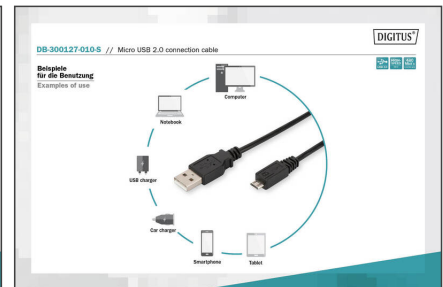 DIGITUS®
DB-300127-010-S // Micro USB 2.0 connection cable
Beispiele
für die Benutzung
Examples of use
Computer
Notebook
USB charger
Car charger
Smartphone
Tablet